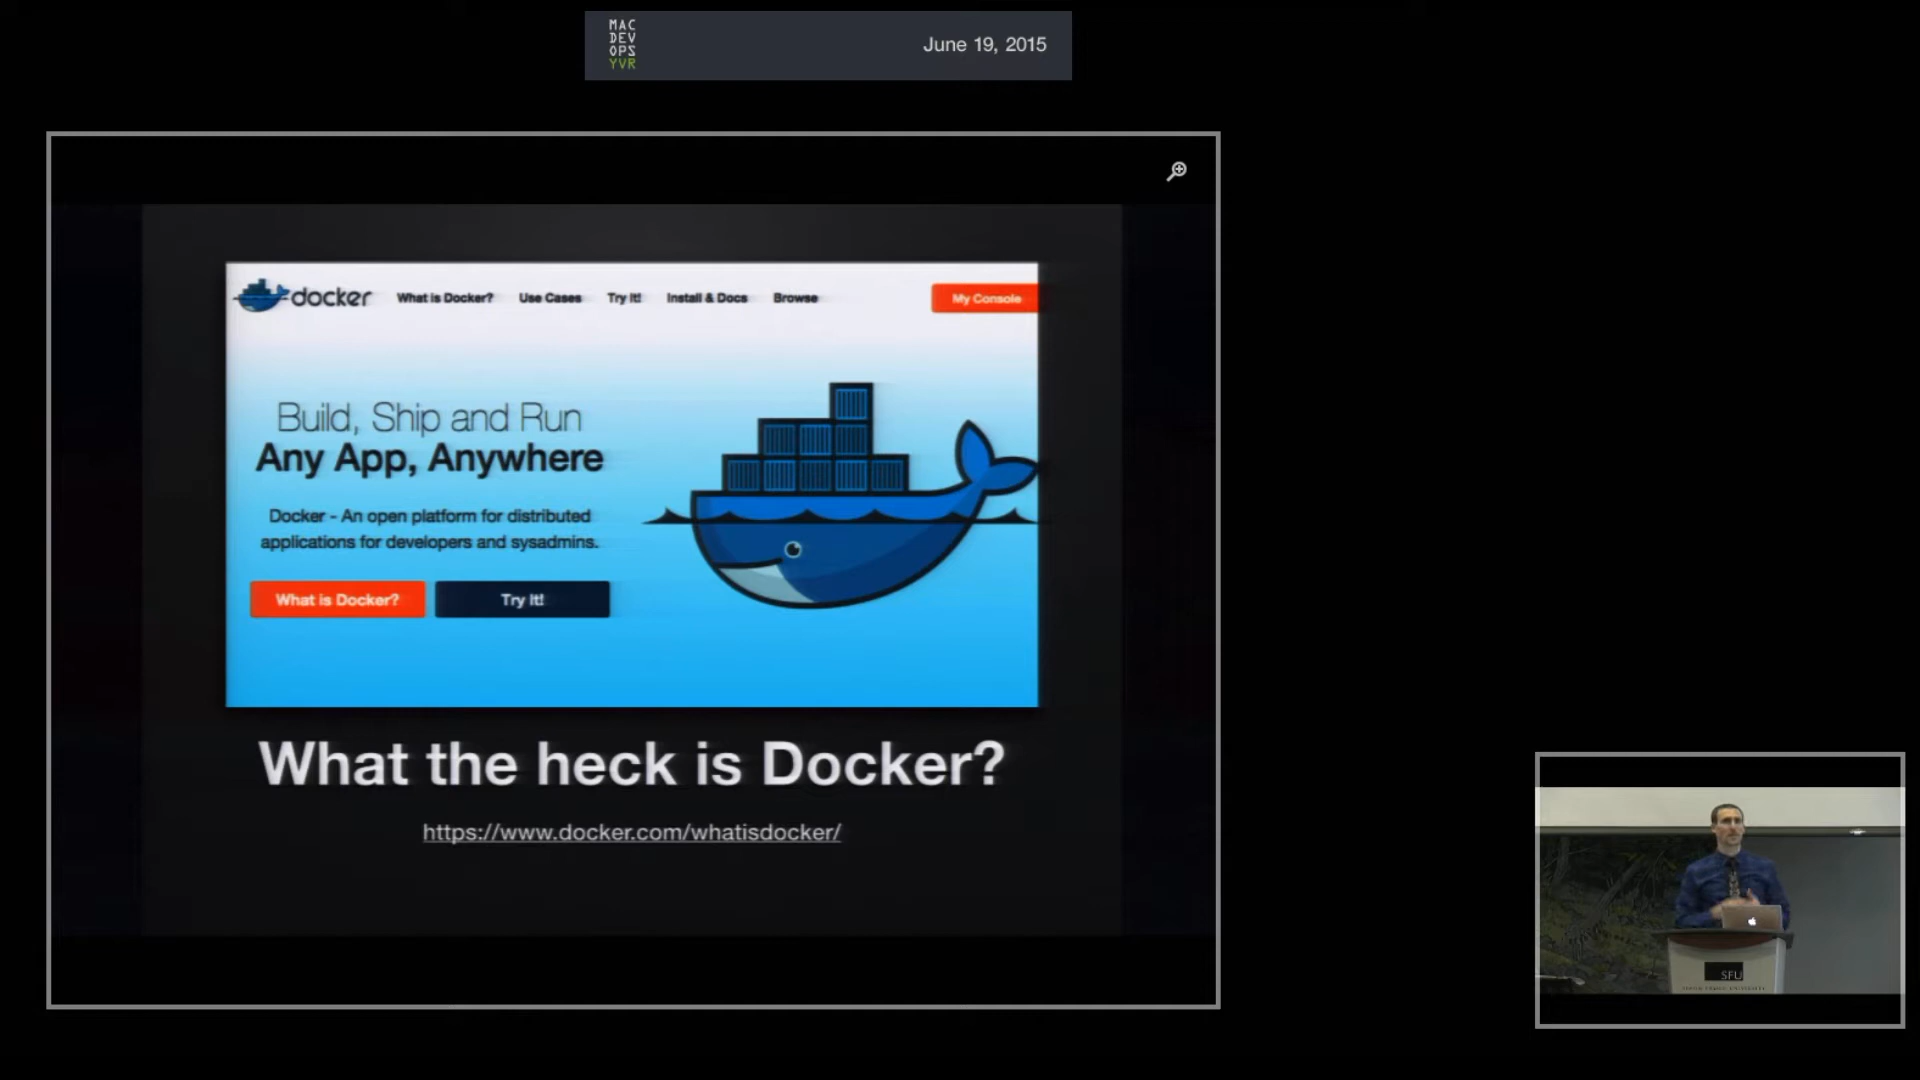 MAC
DEV
OPS
YVR
June 19, 2015
docker
What is Docker?
Use Cases
Try It!
Install & Docs
Browse
My Console
Build, Ship and Run
Any App, Anywhere
Docker - An open platform for distributed
applications for developers and sysadmins.
What is Docker?
Try It!
What the heck is Docker?
https://www.docker.com/whatisdocker/
SFU